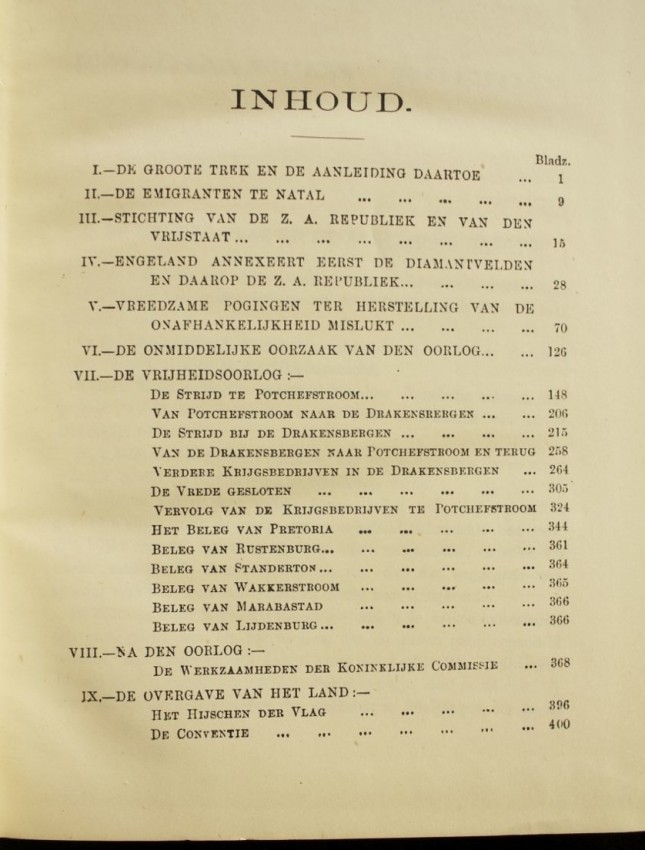 INHOUD.
Bladz.
I.—DE GROOTE TREK EN DE AANLEIDING DAARTOE ... 1
II.—DE EMIGRANTEN TE NATAL ... ... ... ... ... 9
III.—STICHTING VAN DE Z. A. REPUBLIEK EN VAN DEN
VRIJSTAAT ... ... ... ... ... ... ... ... 15
IV.—ENGELAND ANNEXEERT EERST DE DIAMANTVELDEN
EN DAAROP DE Z. A. REPUBLIEK... ... ... ... 28
V.—VREEDZAME POGINGEN TER HERSTELLING VAN DE
ONAFHANKELIJKHEID MISLUKT ... ... ... ... 70
VI.—DE ONMIDDELIJKE OORZAAK VAN DEN OORLOG... ... 126
VII.—DE VRIJHEIDSOORLOG :—
DE STRIJD TE POTCHEFSTROOM... ... ... ... ... 148
VAN POTCHEFSTROOM NAAR DE DRAKENSBERGEN ... ... 206
DE STRIJD BIJ DE DRAKENSBERGEN ... ... ... ... 215
VAN DE DRAKENSBERGEN NAAR POTCHEFSTROOM EN TERUG 258
VERDERE KRIJGSBEDRIJVEN IN DE DRAKENSBERGEN ... 264
DE VREDE GESLOTEN ... ... ... ... ... ... 305
VERVOLG VAN DE KRIJGSBEDRIJVEN TE POTCHEFSTROOM 324
HET BELEG VAN PRETORIA ... ... ... ... ... 344
BELEG VAN RUSTENBURG... ... ... ... ... ... 361
BELEG VAN STANDERTON ... ... ... ... ... ... 364
BELEG VAN WAKKERSTROOM ... ... ... ... ... 365
BELEG VAN MARABASTAD ... ... ... ... ... 366
BELEG VAN LIJDENBURG ... ... ... ... ... ... 366
VIII.—NA DEN OORLOG :—
DE WERKZAAMHEDEN DER KONINKLIJKE COMMISSIE ... 368
IX.—DE OVERGAVE VAN HET LAND :—
HET HIJSCHEN DER VLAG ... ... ... ... ... 396
DE CONVENTIE ... ... ... ... ... ... ... 400